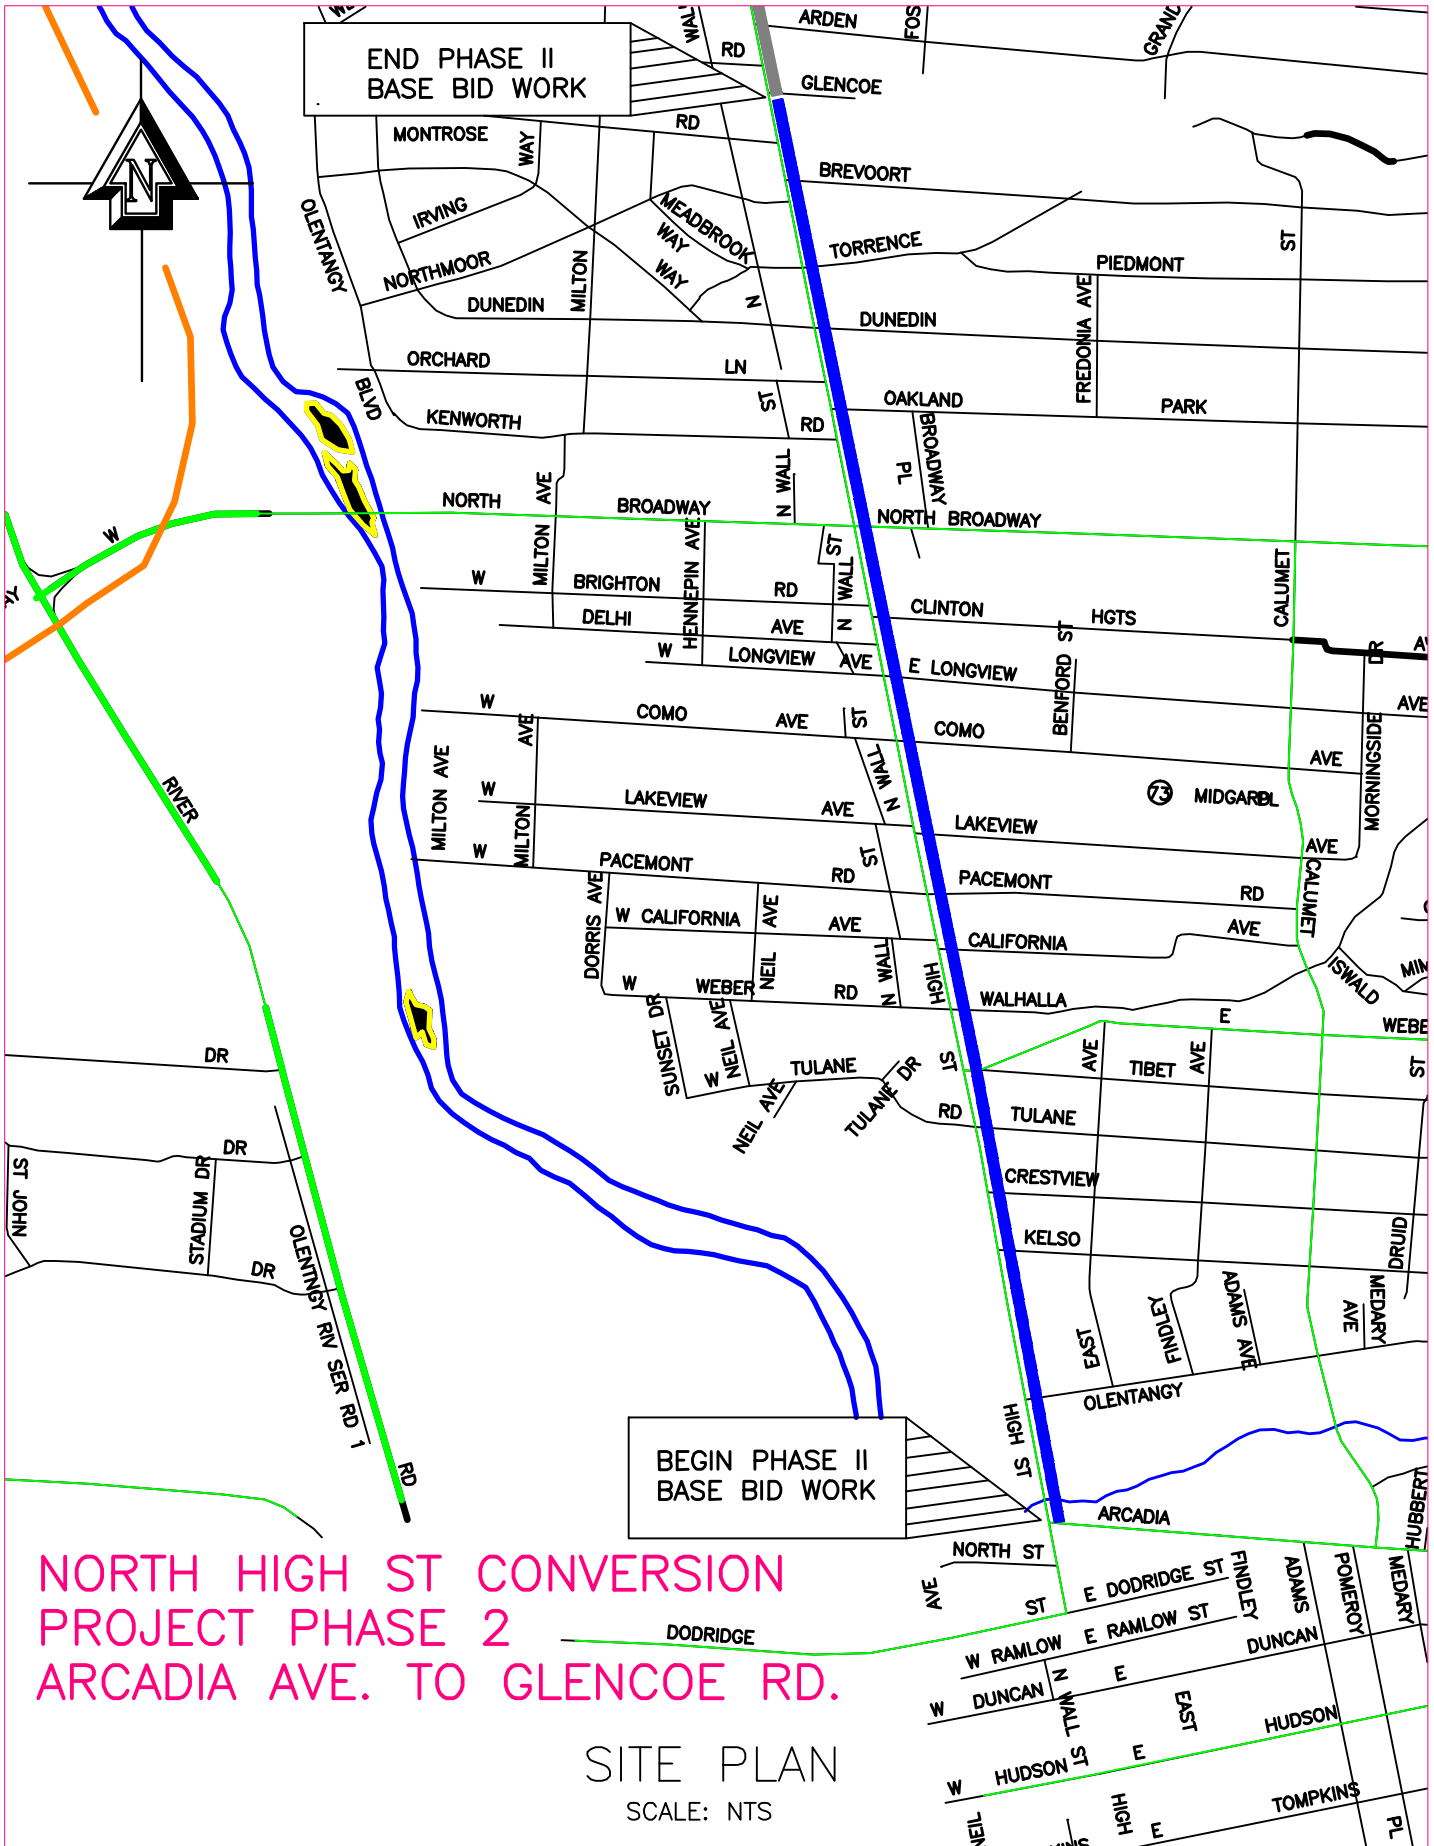 ARDEN
RD
GLENCOE
END PHASE II
BASE BID WORK
MONTROSE
WAY
RD
BREVOORT
N
OLENTANGY
IRVING
MEADBROOK
WAY
WAY
TORRENCE
PIEDMONT
ST
NORTHMOOR
MILTON
N
DUNEDIN
DUNEDIN
FREDONIA AVE
ORCHARD
LN
BLVD
ST
OAKLAND
PARK
KENWORTH
RD
BROADWAY
PL
NORTH
BROADWAY
N WALL
NORTH BROADWAY
W
MILTON AVE
HENNEPIN AVE
ST
N WALL
CALUMET
W
BRIGHTON
RD
CLINTON
HGTS
DELHI
AVE
W
LONGVIEW
AVE
E LONGVIEW
BENFORD ST
DR
AVE
W
COMO
AVE
ST
COMO
AVE
MORNINGSIDE
MILTON AVE
MILTON
AVE
N WALL
73
MIDGARD
PL
RIVER
W
LAKEVIEW
AVE
LAKEVIEW
AVE
W
PACEMONT
RD
ST
PACEMONT
RD
CALUMET
DORRIS AVE
W CALIFORNIA
AVE
AVE
CALIFORNIA
AVE
NEIL
N WALL
HIGH
ISWALD
W
WEBER
RD
WALHALLA
E
SUNSET DR
NEIL AVE
DR
W
TULANE
TULANE DR
ST
AVE
TIBET
AVE
ST
NEIL AVE
RD
TULANE
DR
ST JOHN
STADIUM DR
CRESTVIEW
KELSO
DRUID
DR
OLENTNGY RIV SER RD 1
EAST
FINDLEY
ADAMS AVE
AVE
MEDARY
OLENTANGY
HIGH ST
BEGIN PHASE II
BASE BID WORK
RD
ARCADIA
HUBBERT
NORTH ST
AVE
ST
E DODRIDGE ST
FINDLEY
ADAMS
POMEROY
MEDARY
NORTH HIGH ST CONVERSION
PROJECT PHASE 2
ARCADIA AVE. TO GLENCOE RD.
DODRIDGE
W RAMLOW
E RAMLOW ST
DUNCAN
W DUNCAN
E
N WALL ST
EAST
HUDSON
W HUDSON
E
SITE PLAN
SCALE: NTS
HIGH
E
TOMPKINS
PL